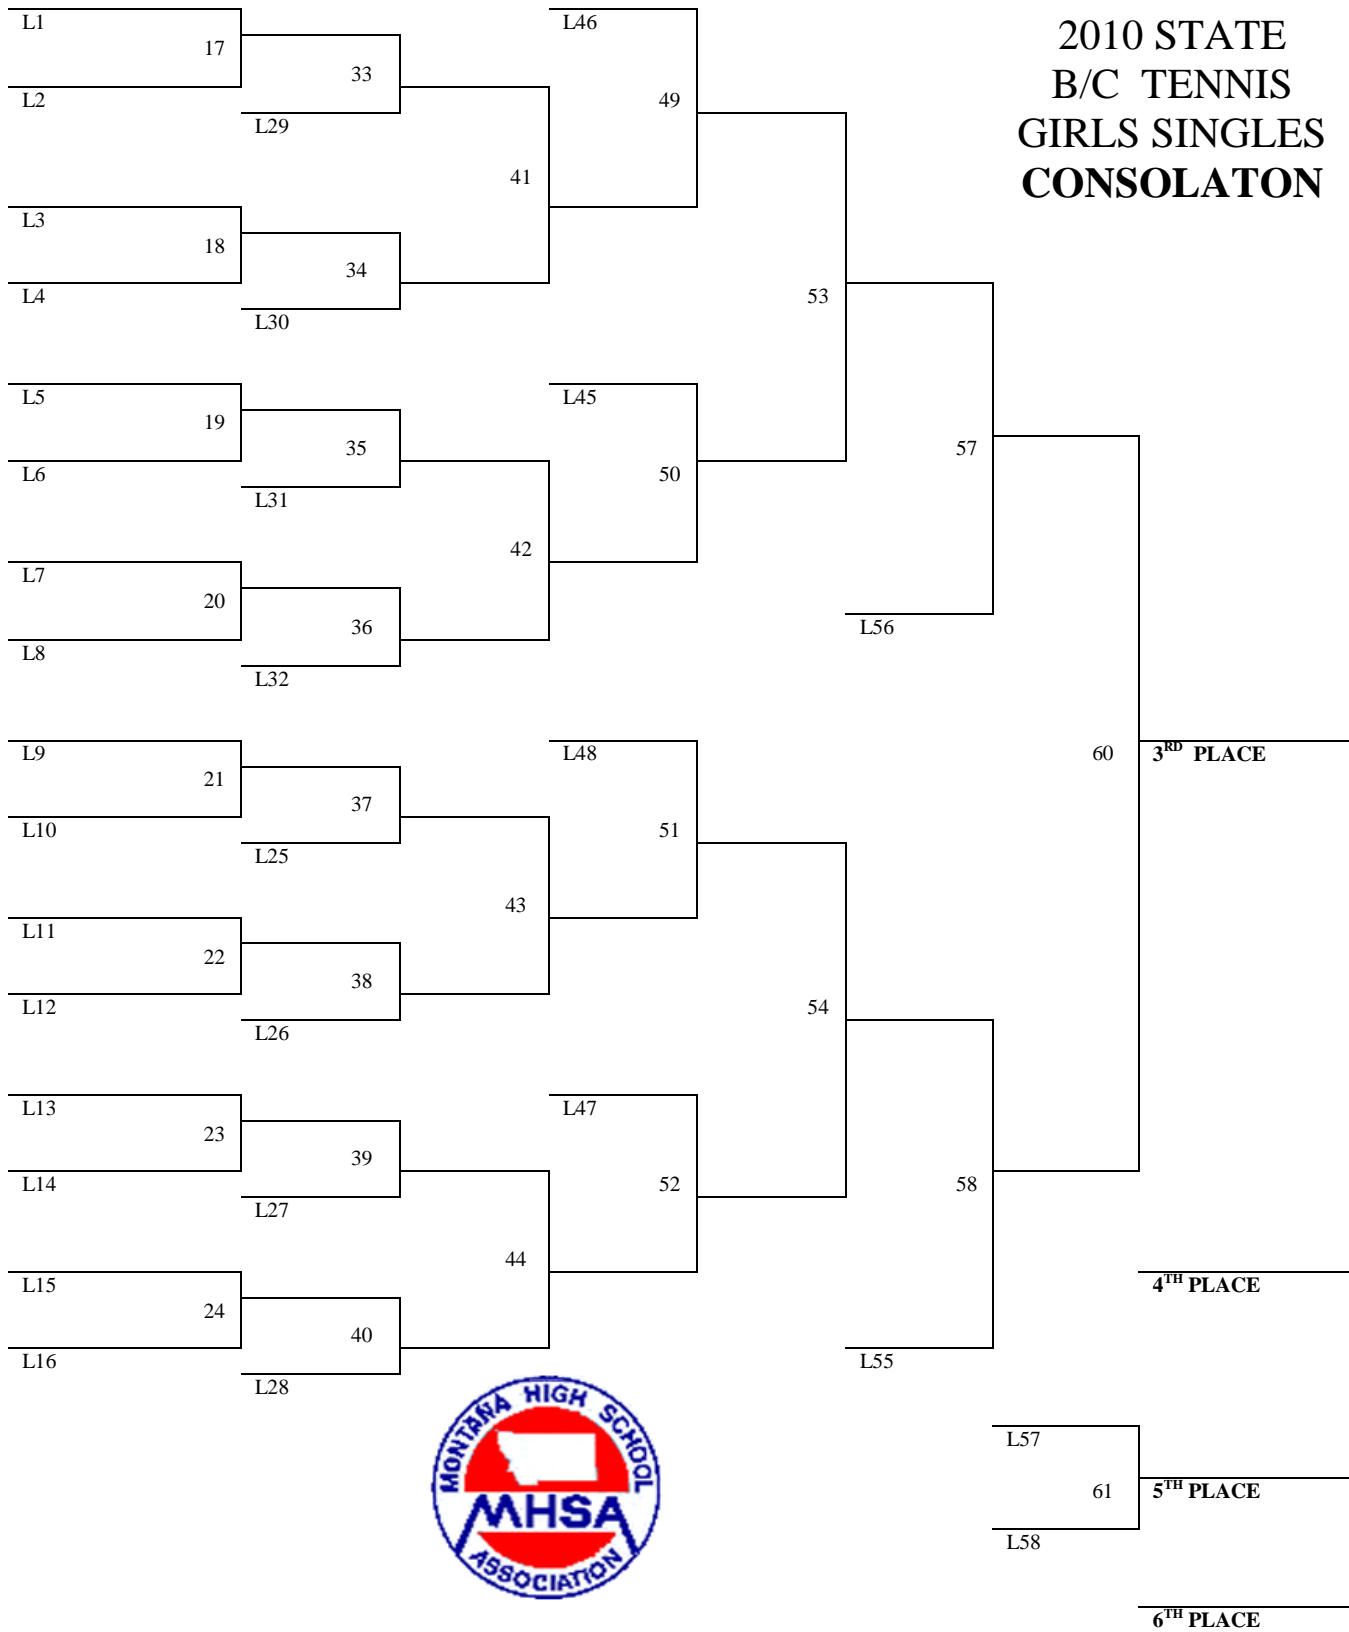 2010 STATE
B/C TENNIS
GIRLS SINGLES
CONSOLATON
L1
17
L2
33
L29
L3
18
L4
34
L30
41
L46
49
L5
19
L6
35
L31
L7
20
L8
36
L32
42
L45
50
53
57
L56
L9
21
L10
37
L25
L11
22
L12
38
L26
43
L48
51
L13
23
L14
39
L27
L15
24
L16
40
L28
44
L47
52
54
58
L55
60
3RD PLACE
4TH PLACE
L57
61
5TH PLACE
L58
6TH PLACE
MONTANA HIGH SCHOOL
MHSA
ASSOCIATION